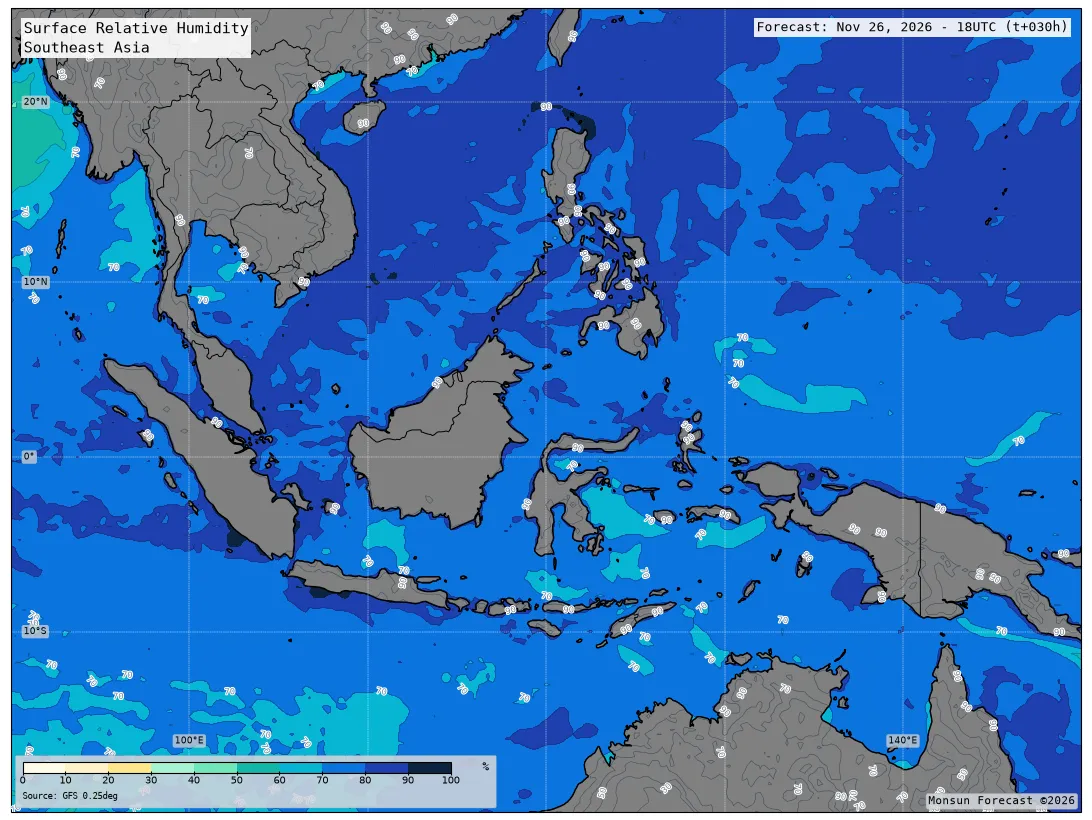 Surface Relative Humidity
Southeast Asia
Forecast: Nov 26, 2026 - 18UTC (t+030h)
20°N
10°N
0°
10°S
100°E
140°E
%
0 10 20 30 40 50 60 70 80 90 100
Source: GFS 0.25deg
Monsun Forecast ©2026